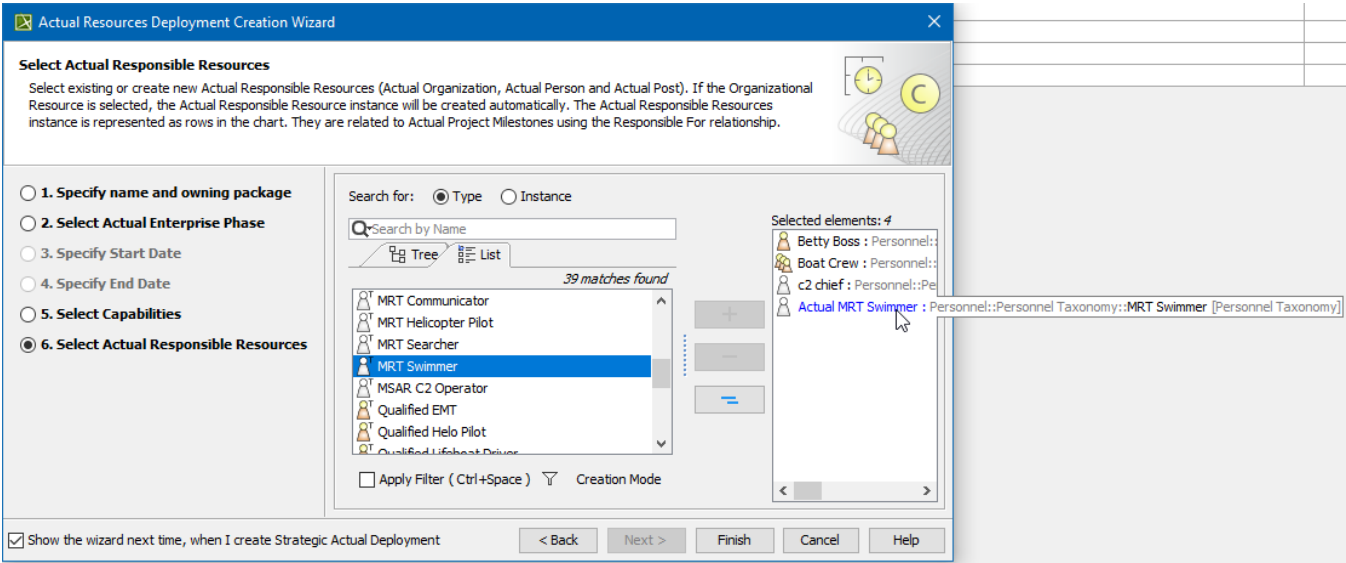 Actual Resources Deployment Creation Wizard
Select Actual Responsible Resources
Select existing or create new Actual Responsible Resources (Actual Organization, Actual Person and Actual Post). If the Organizational
Resource is selected, the Actual Responsible Resource instance will be created automatically. The Actual Responsible Resources
instance is represented as rows in the chart. They are related to Actual Project Milestones using the Responsible For relationship.
C
1. Specify name and owning package
2. Select Actual Enterprise Phase
3. Specify Start Date
4. Specify End Date
5. Select Capabilities
6. Select Actual Responsible Resources
Search for: Type Instance
Search by Name
Tree List
39 matches found
MRT Communicator
MRT Helicopter Pilot
MRT Searcher
MRT Swimmer
MSAR C2 Operator
Qualified EMT
Qualified Helo Pilot
Qualified Lifeboat Driver
Apply Filter ( Ctrl+Space ) Creation Mode
Selected elements: 4
Betty Boss : Personnel::
Boat Crew : Personnel::
c2 chief : Personnel::Pe
Actual MRT Swimmer : Personnel::Personnel Taxonomy::MRT Swimmer [Personnel Taxonomy]
Show the wizard next time, when I create Strategic Actual Deployment
< Back Next > Finish Cancel Help